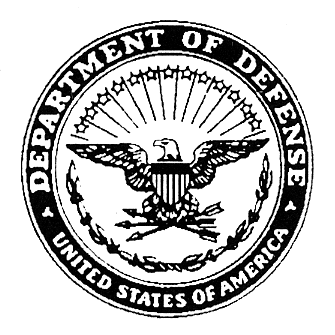 DEPARTMENT OF DEFENSE
UNITED STATES OF AMERICA